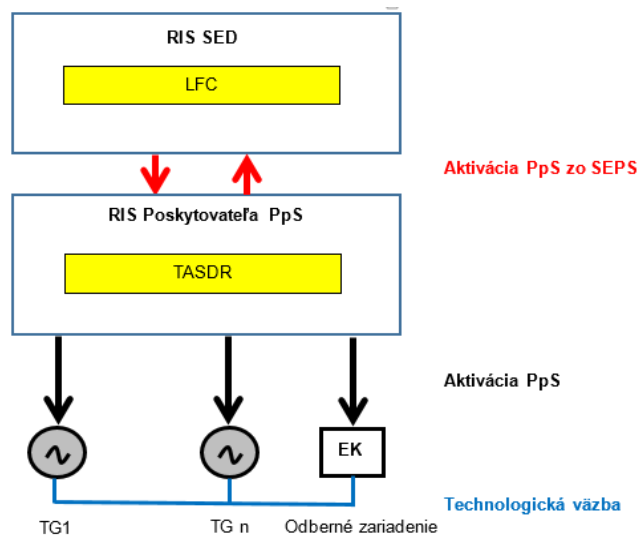 RIS SED
LFC
Aktivácia PpS zo SEPS
RIS Poskytovateľa PpS
TASDR
Aktivácia PpS
EK
Technologická väzba
TG1
TG n
Odberné zariadenie